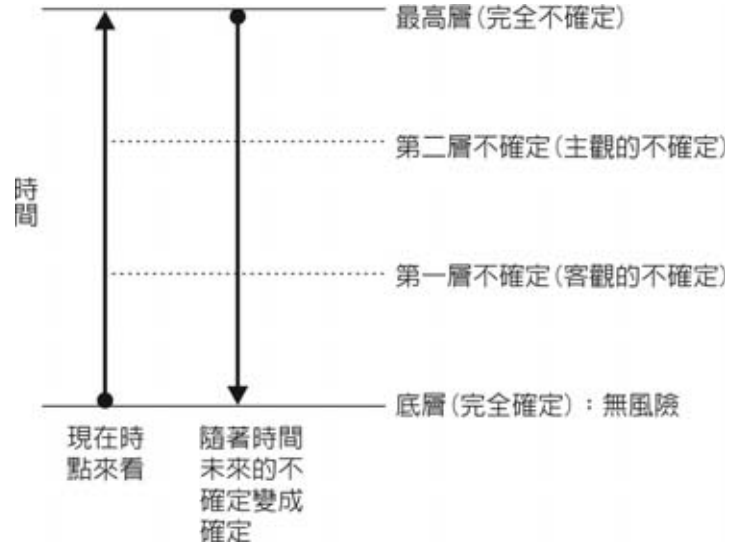 最高層(完全不確定)
第二層不確定(主觀的不確定)
時
間
第一層不確定(客觀的不確定)
底層(完全確定)：無風險
現在時
點來看
隨著時間
未來的不
確定變成
確定